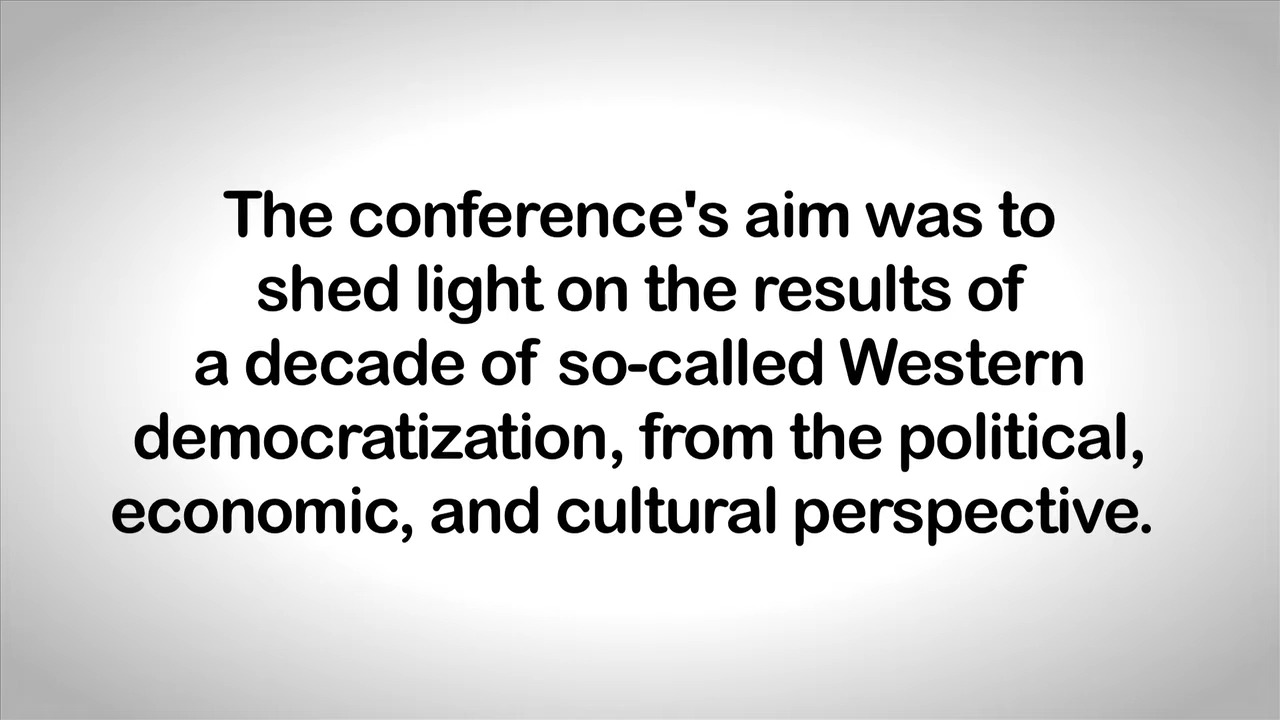 The conference's aim was to
shed light on the results of
a decade of so-called Western
democratization, from the political,
economic, and cultural perspective.